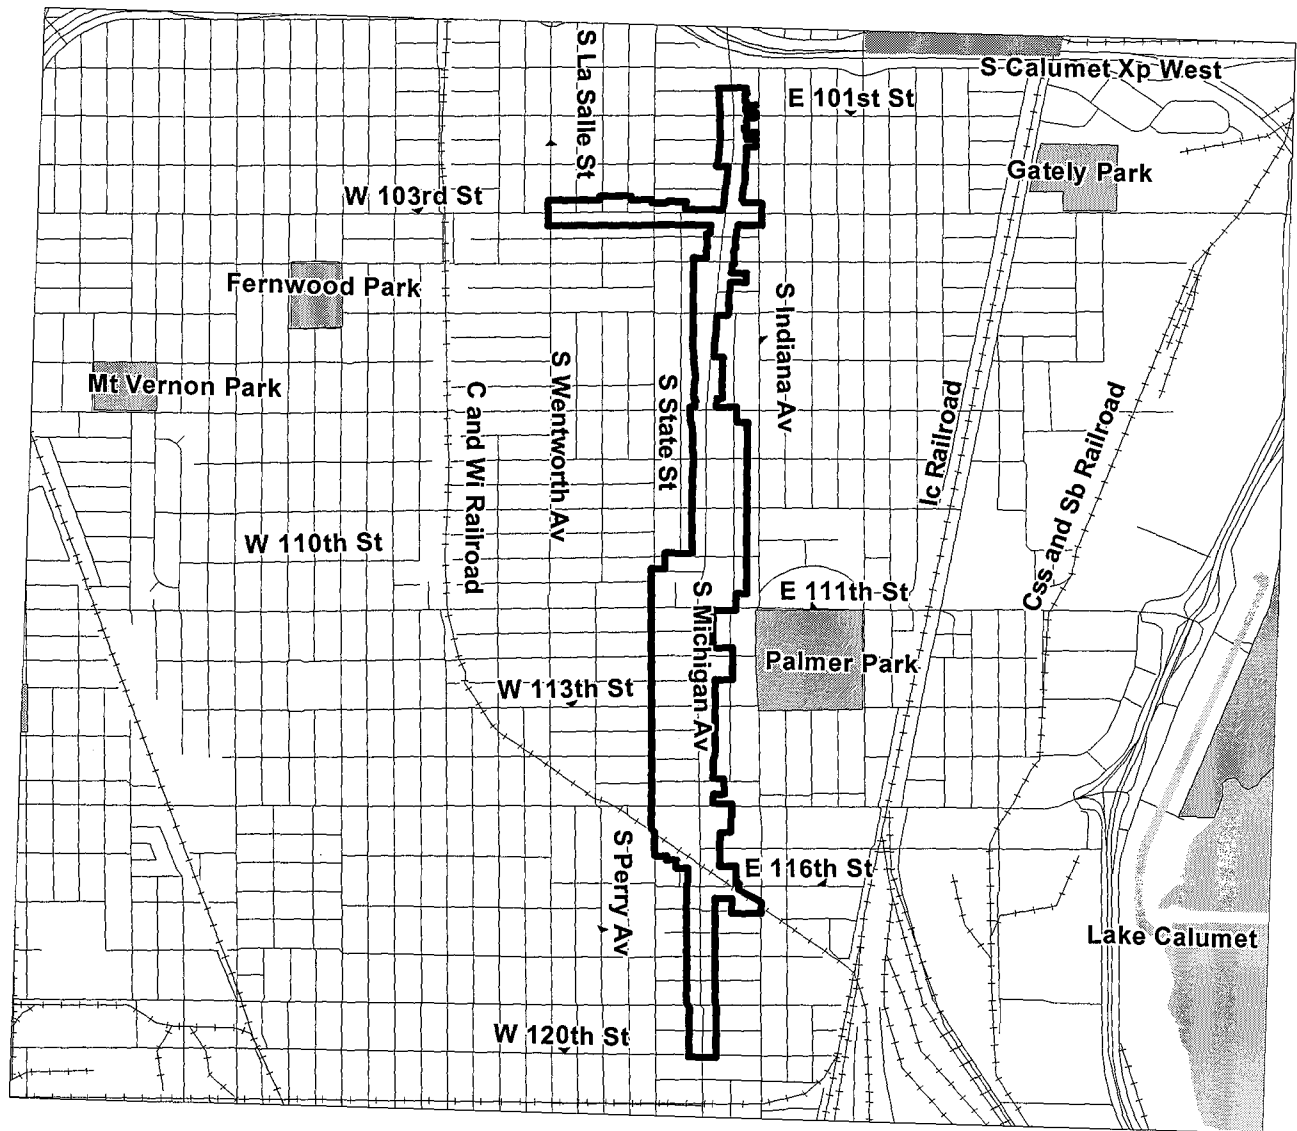 S Calumet Xp West
S La Salle St
E 101st St
Gately Park
W 103rd St
Fernwood Park
S Indiana Av
Mt Vernon Park
S Wentworth Av
S State St
C and Wi Railroad
Ic Railroad
Css and Sb Railroad
W 110th St
E 111th St
S Michigan Av
Palmer Park
W 113th St
S Perry Av
E 116th St
Lake Calumet
W 120th St